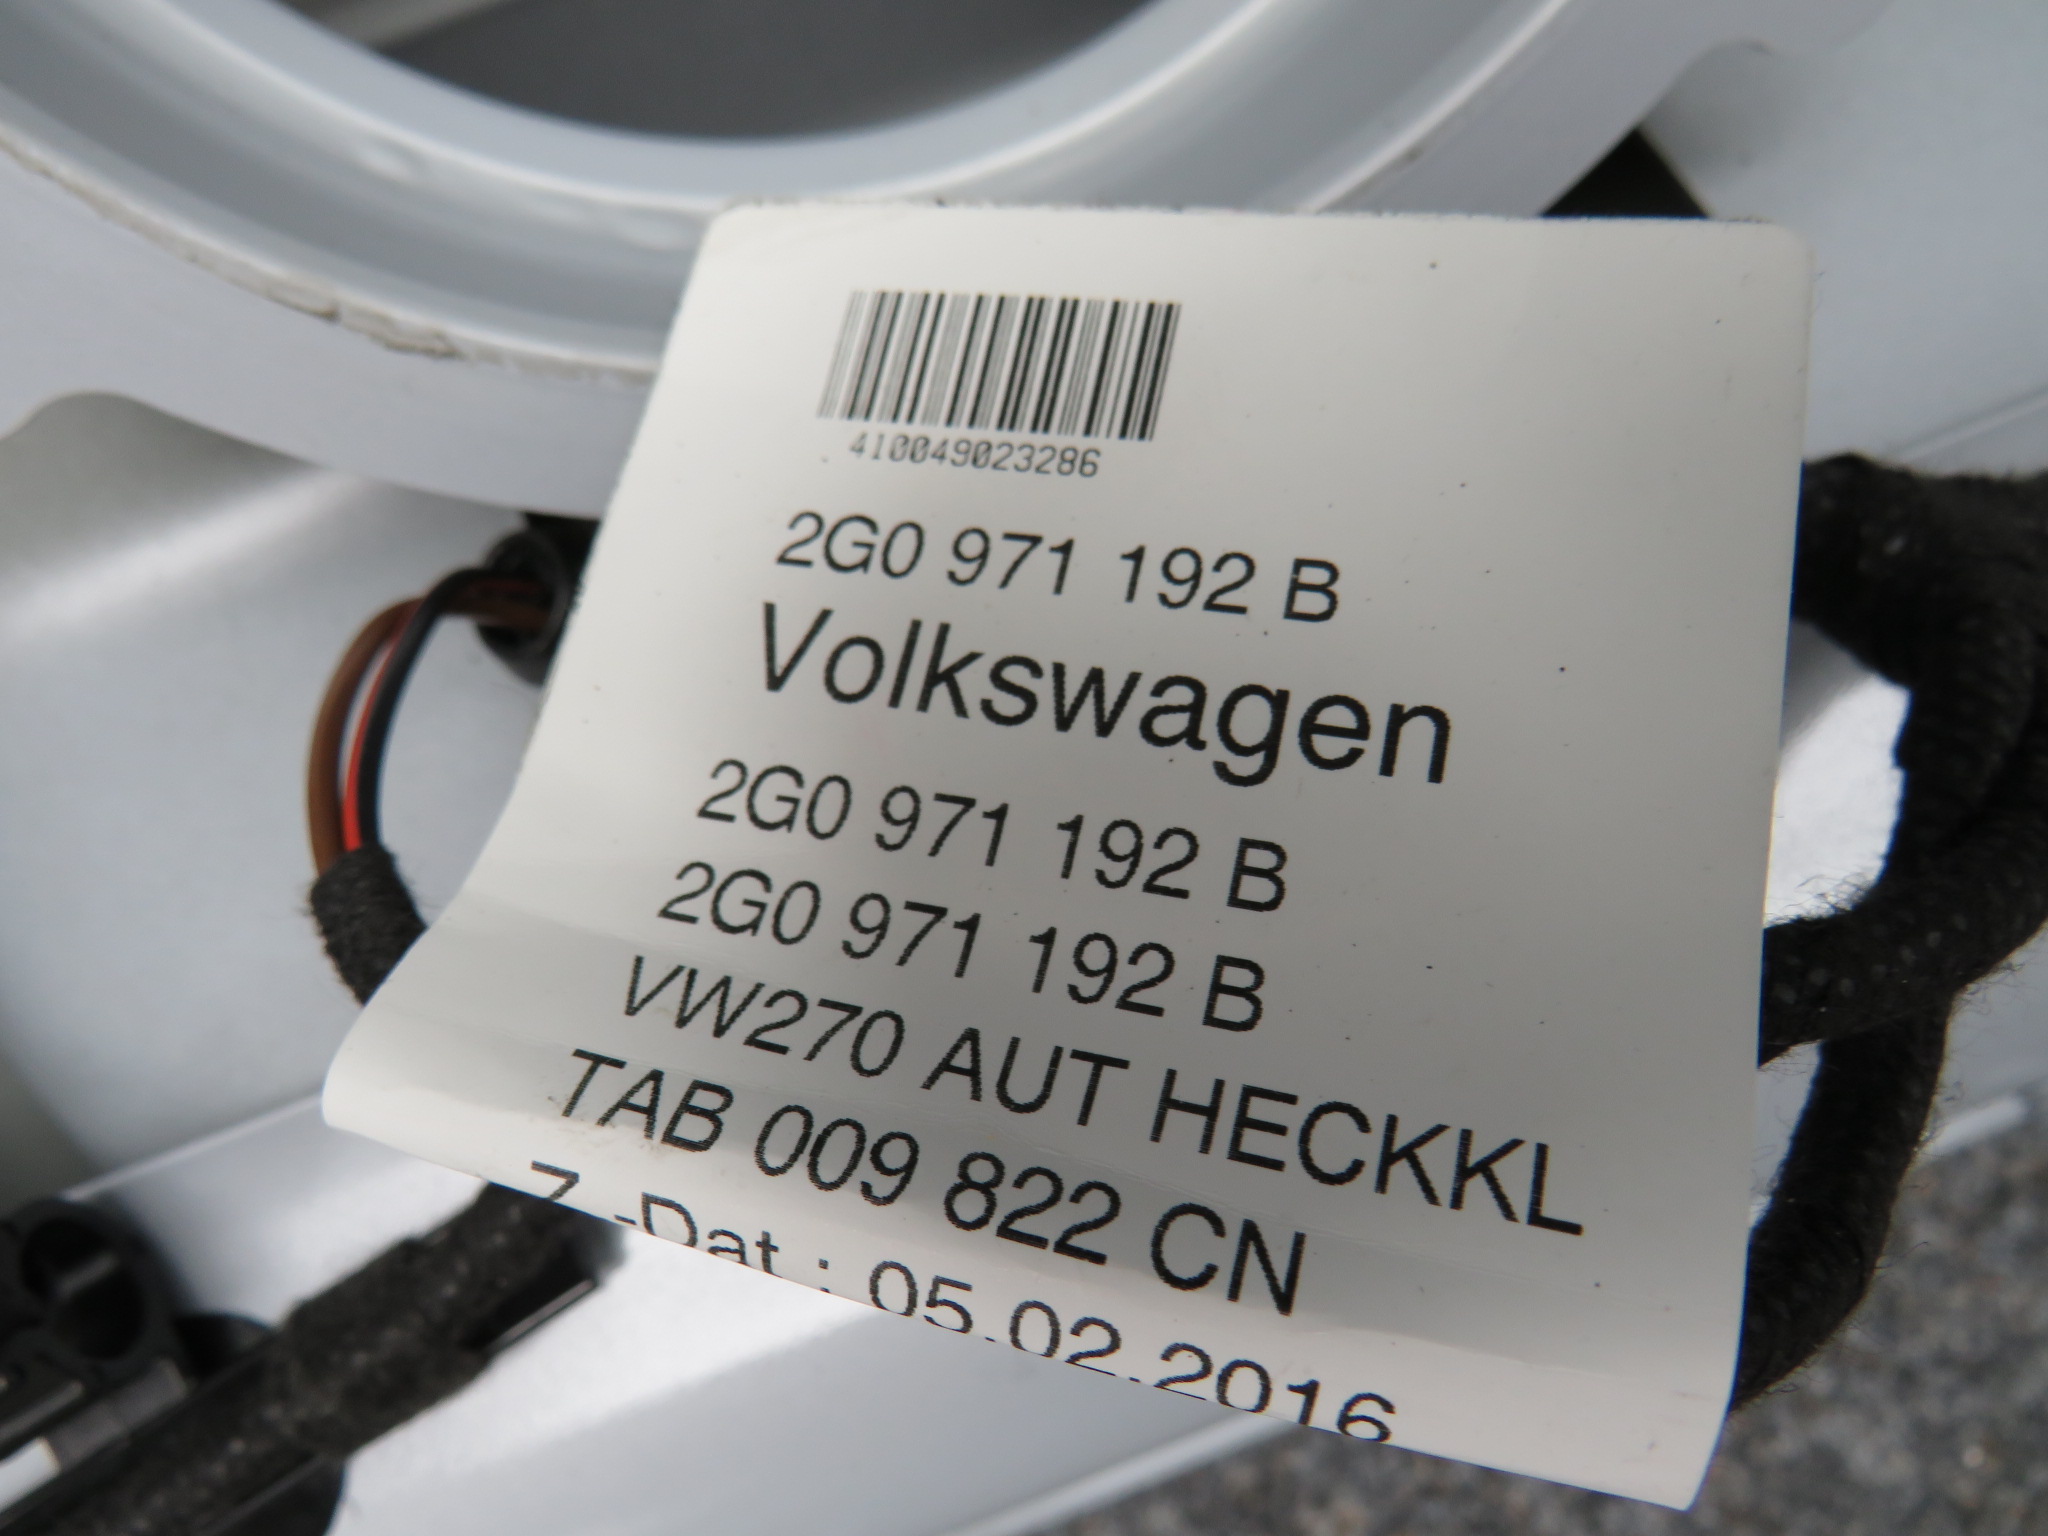 410049023286
2G0 971 192 B
Volkswagen
2G0 971 192 B
2G0 971 192 B
VW270 AUT HECKKL
TAB 009 822 CN
Z.-Dat.: 05.02.2016